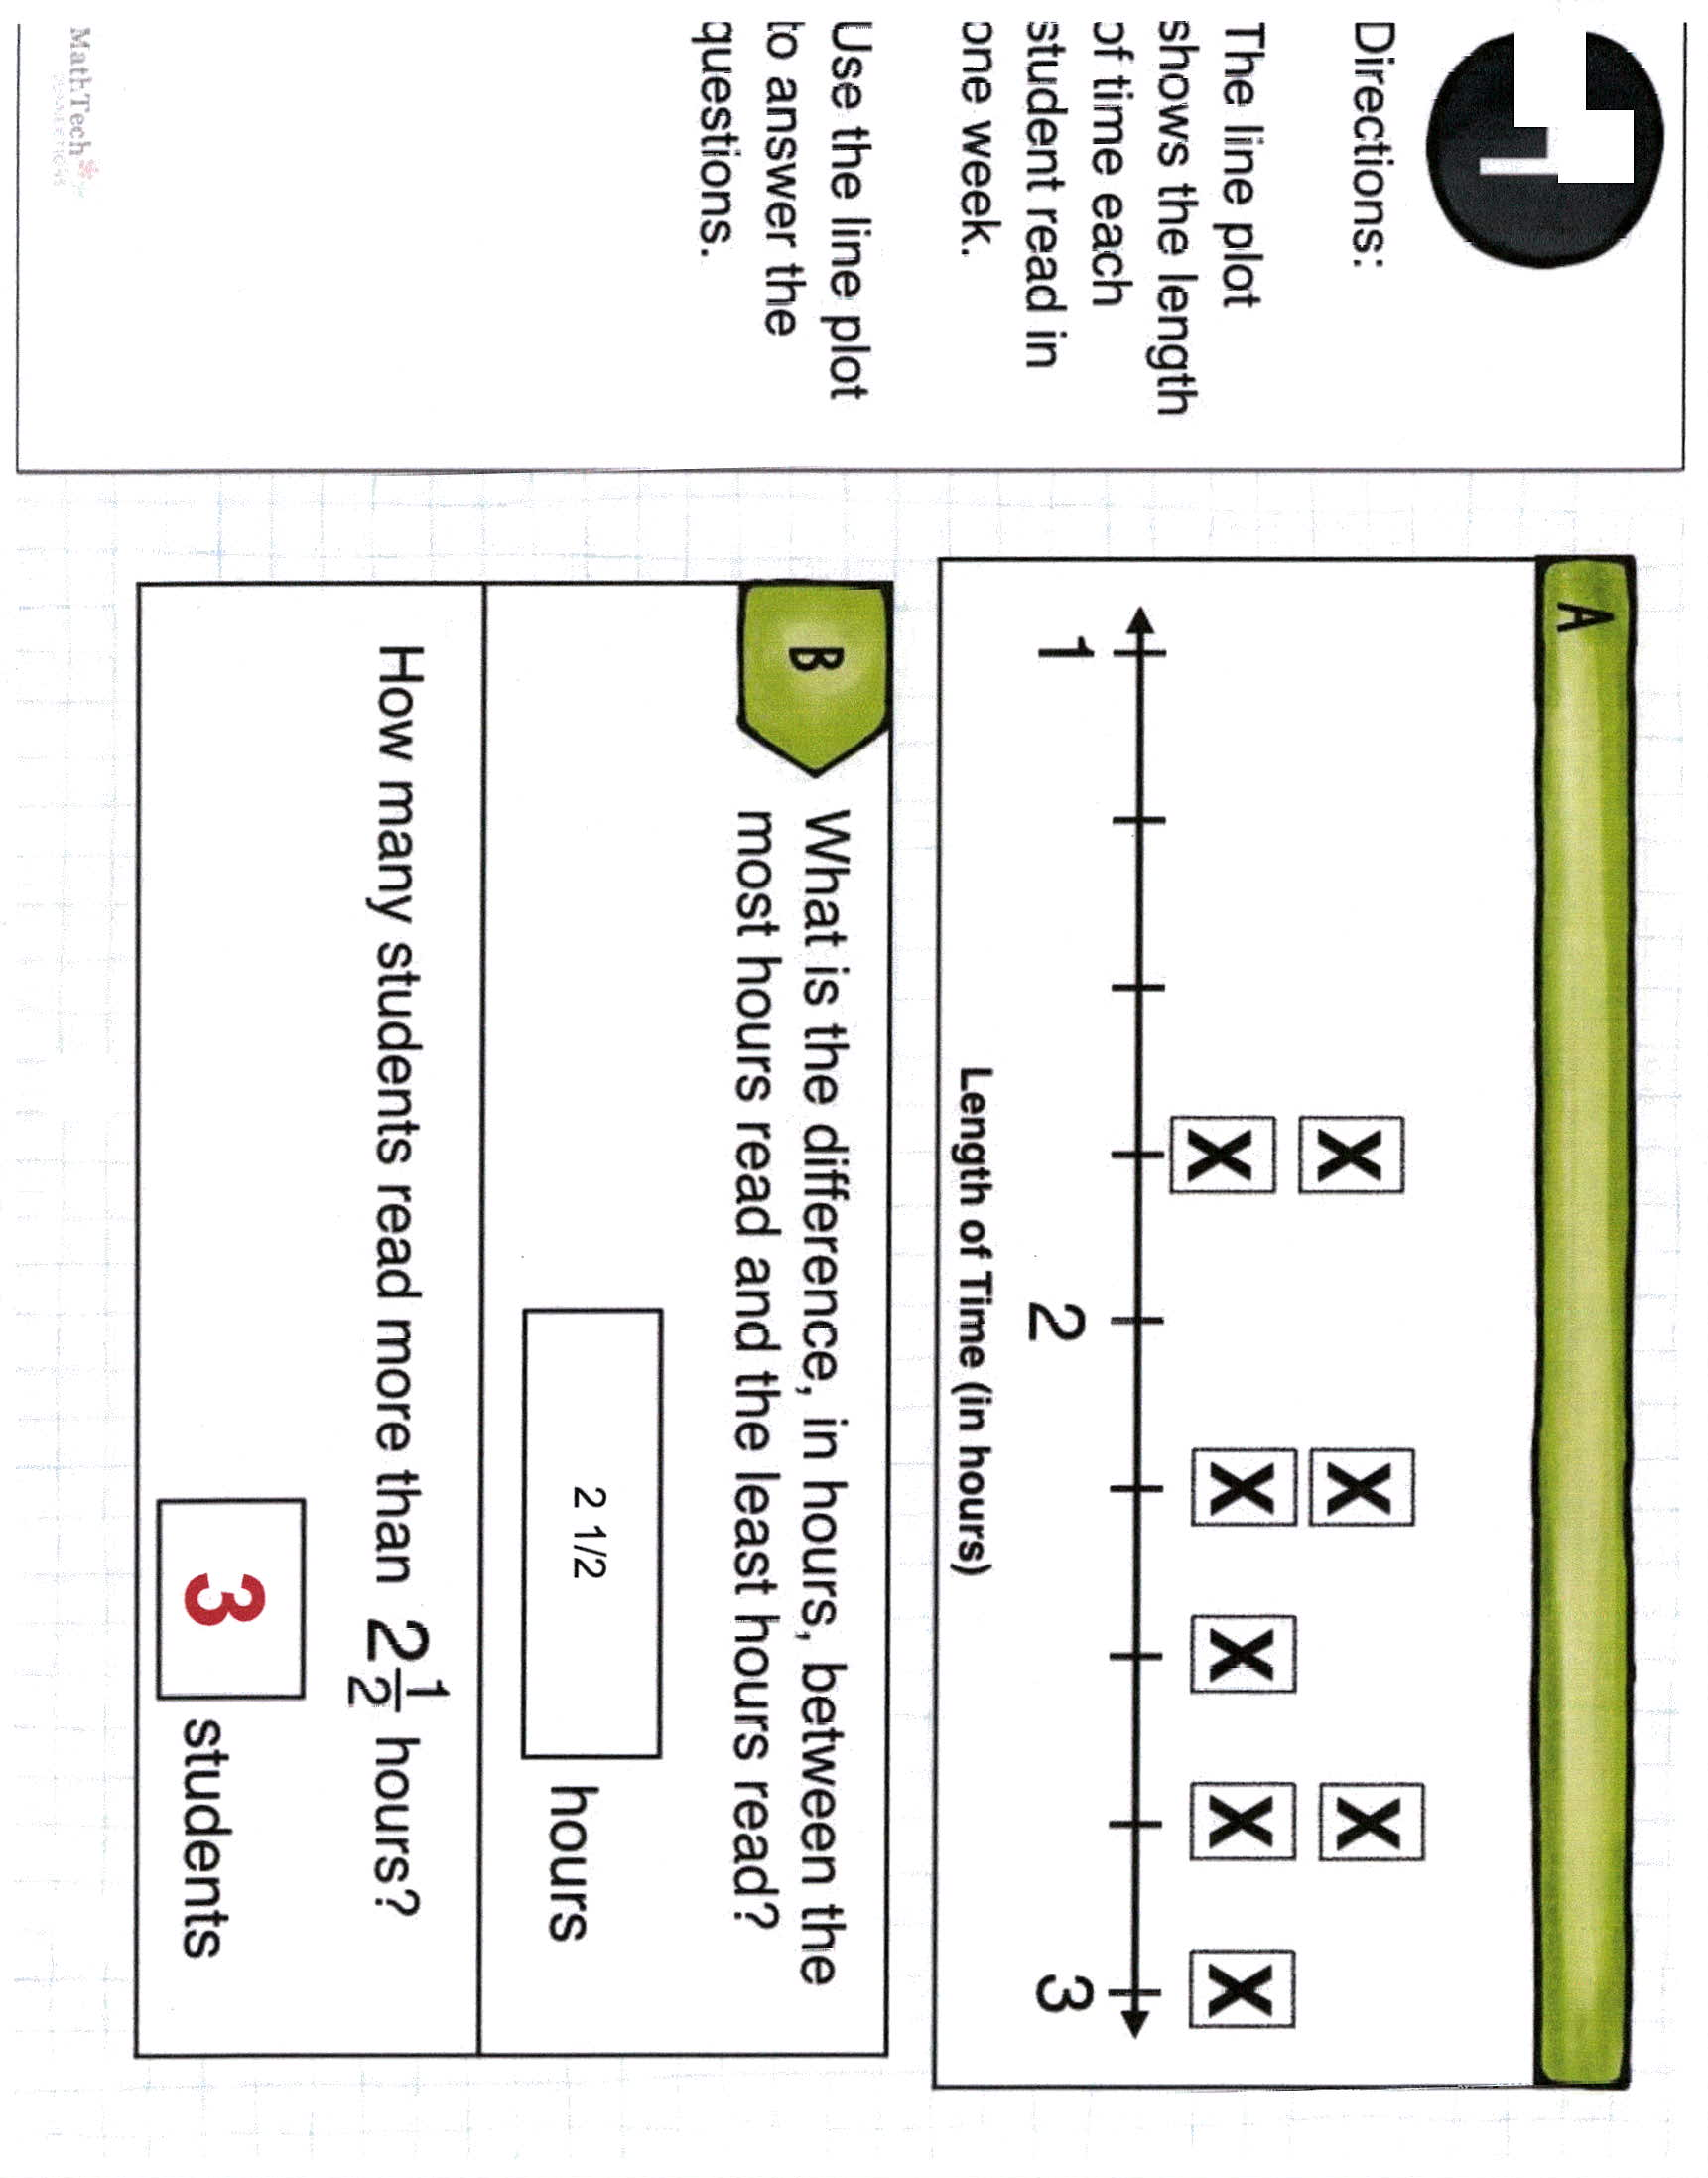 Directions:
The line plot
shows the length
of time each
student read in
one week.
Use the line plot
to answer the
questions.
MathTech
A
X X
X X
X
X X
X
1 2 3
Length of Time (in hours)
B
What is the difference, in hours, between the
most hours read and the least hours read?
2 1/2 hours
How many students read more than 2 1/2 hours?
3 students